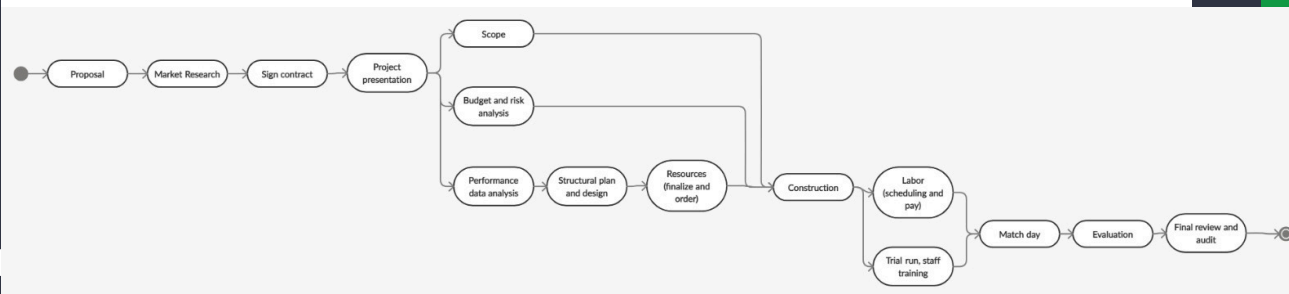 Proposal
Market Research
Sign contract
Project
presentation
Scope
Budget and risk
analysis
Performance
data analysis
Structural plan
and design
Resources
(finalize and
order)
Construction
Labor
(scheduling and
pay)
Trial run, staff
training
Match day
Evaluation
Final review and
audit